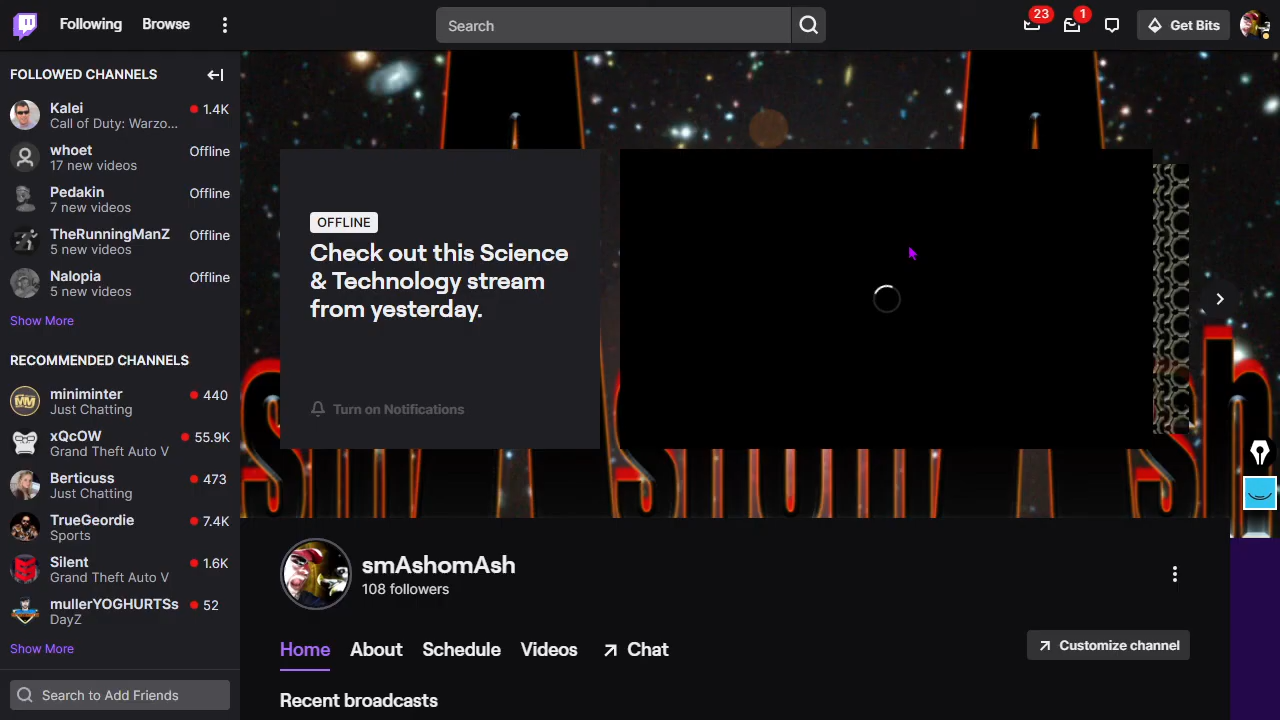 Following
Browse
Search
23
1
Get Bits
FOLLOWED CHANNELS
Kalei
1.4K
Call of Duty: Warzo...
whoet
Offline
17 new videos
Pedakin
Offline
7 new videos
TheRunningManZ
Offline
5 new videos
Nalopia
Offline
5 new videos
Show More
RECOMMENDED CHANNELS
miniminter
440
Just Chatting
xQcOW
55.9K
Grand Theft Auto V
Berticuss
473
Just Chatting
TrueGeordie
7.4K
Sports
Silent
1.6K
Grand Theft Auto V
mullerYOGHURTSs
52
DayZ
Show More
Search to Add Friends
OFFLINE
Check out this Science
& Technology stream
from yesterday.
Turn on Notifications
smAshomAsh
108 followers
Home
About
Schedule
Videos
Chat
Customize channel
Recent broadcasts